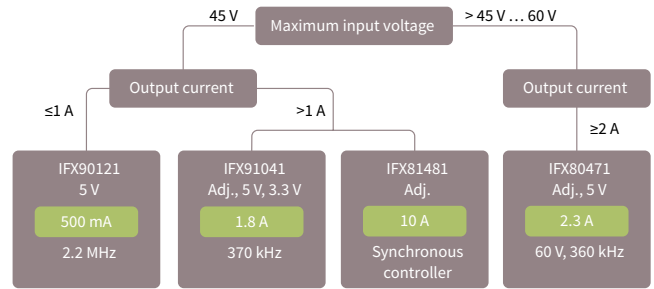 45 V
Maximum input voltage
> 45 V … 60 V
Output current
Output current
≤1 A
>1 A
≥2 A
IFX90121
5 V
500 mA
2.2 MHz
IFX91041
Adj., 5 V, 3.3 V
1.8 A
370 kHz
IFX81481
Adj.
10 A
Synchronous
controller
IFX80471
Adj., 5 V
2.3 A
60 V, 360 kHz